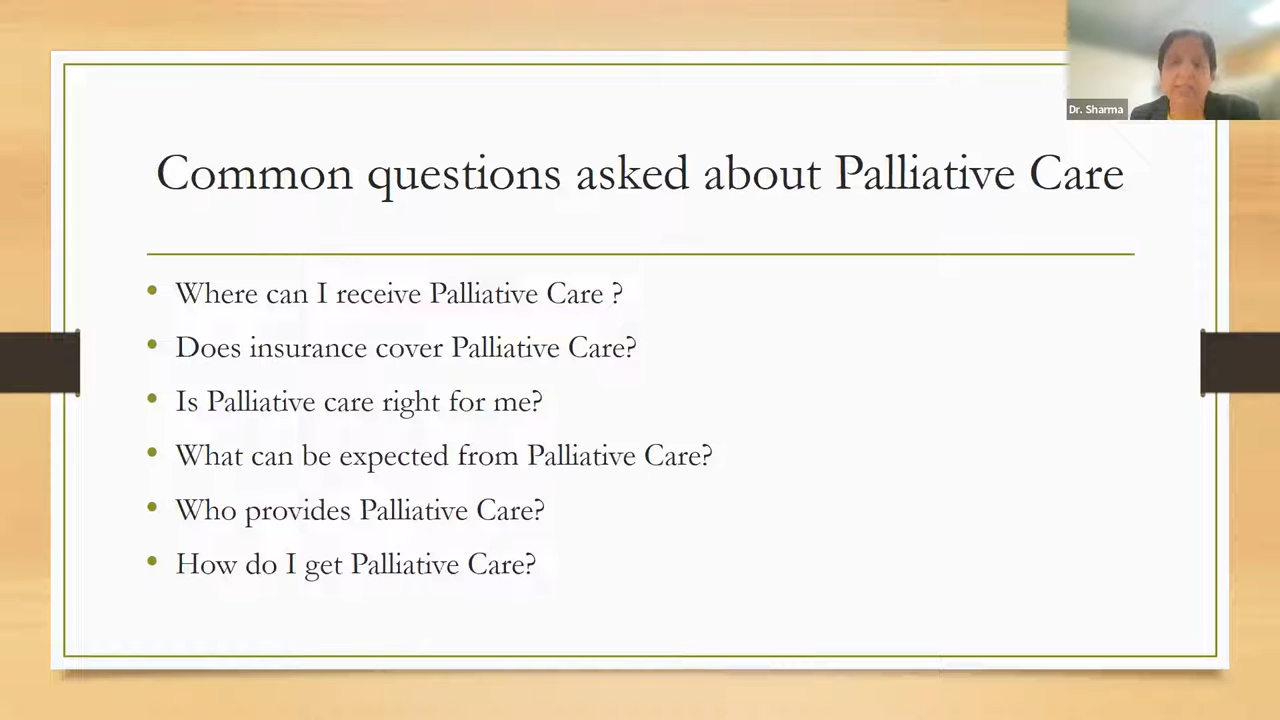 Dr. Sharma
Common questions asked about Palliative Care
• Where can I receive Palliative Care ?
• Does insurance cover Palliative Care?
• Is Palliative care right for me?
• What can be expected from Palliative Care?
• Who provides Palliative Care?
• How do I get Palliative Care?